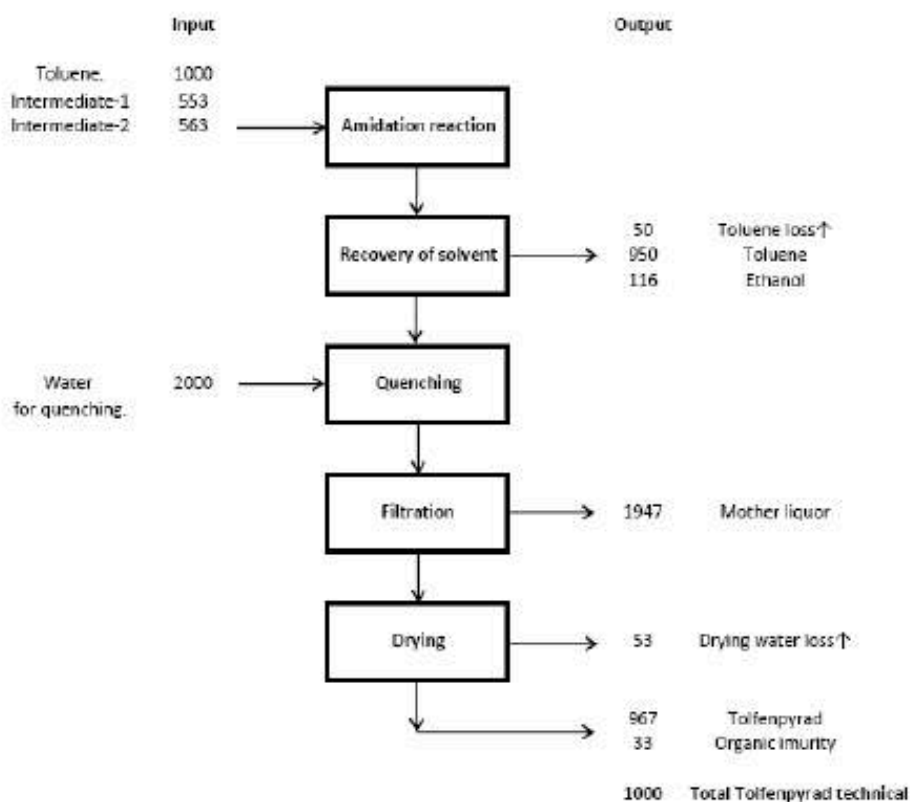 Input Output
Toluene. 1000
Intermediate-1 553
Intermediate-2 563
Amidation reaction
Recovery of solvent
50 Toluene loss↑
950 Toluene
116 Ethanol
Water 2000
for quenching.
Quenching
Filtration
1947 Mother liquor
Drying
53 Drying water loss↑
967 Tolfenpyrad
33 Organic imurity
1000 Total Tolfenpyrad technical